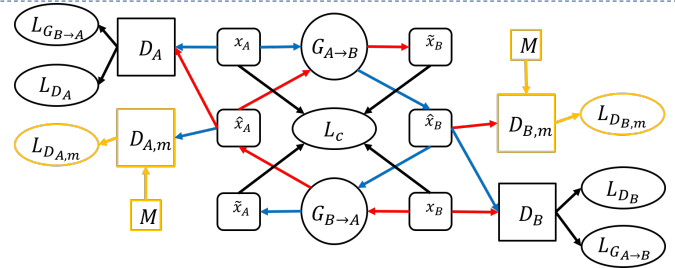 L_{G_{B→A}}
D_A
x_A
G_{A→B}
x̃_B
M
L_{D_A}
L_{D_{A,m}}
D_{A,m}
x̂_A
L_c
x̂_B
D_{B,m}
L_{D_{B,m}}
M
x̃_A
G_{B→A}
x_B
D_B
L_{D_B}
L_{G_{A→B}}